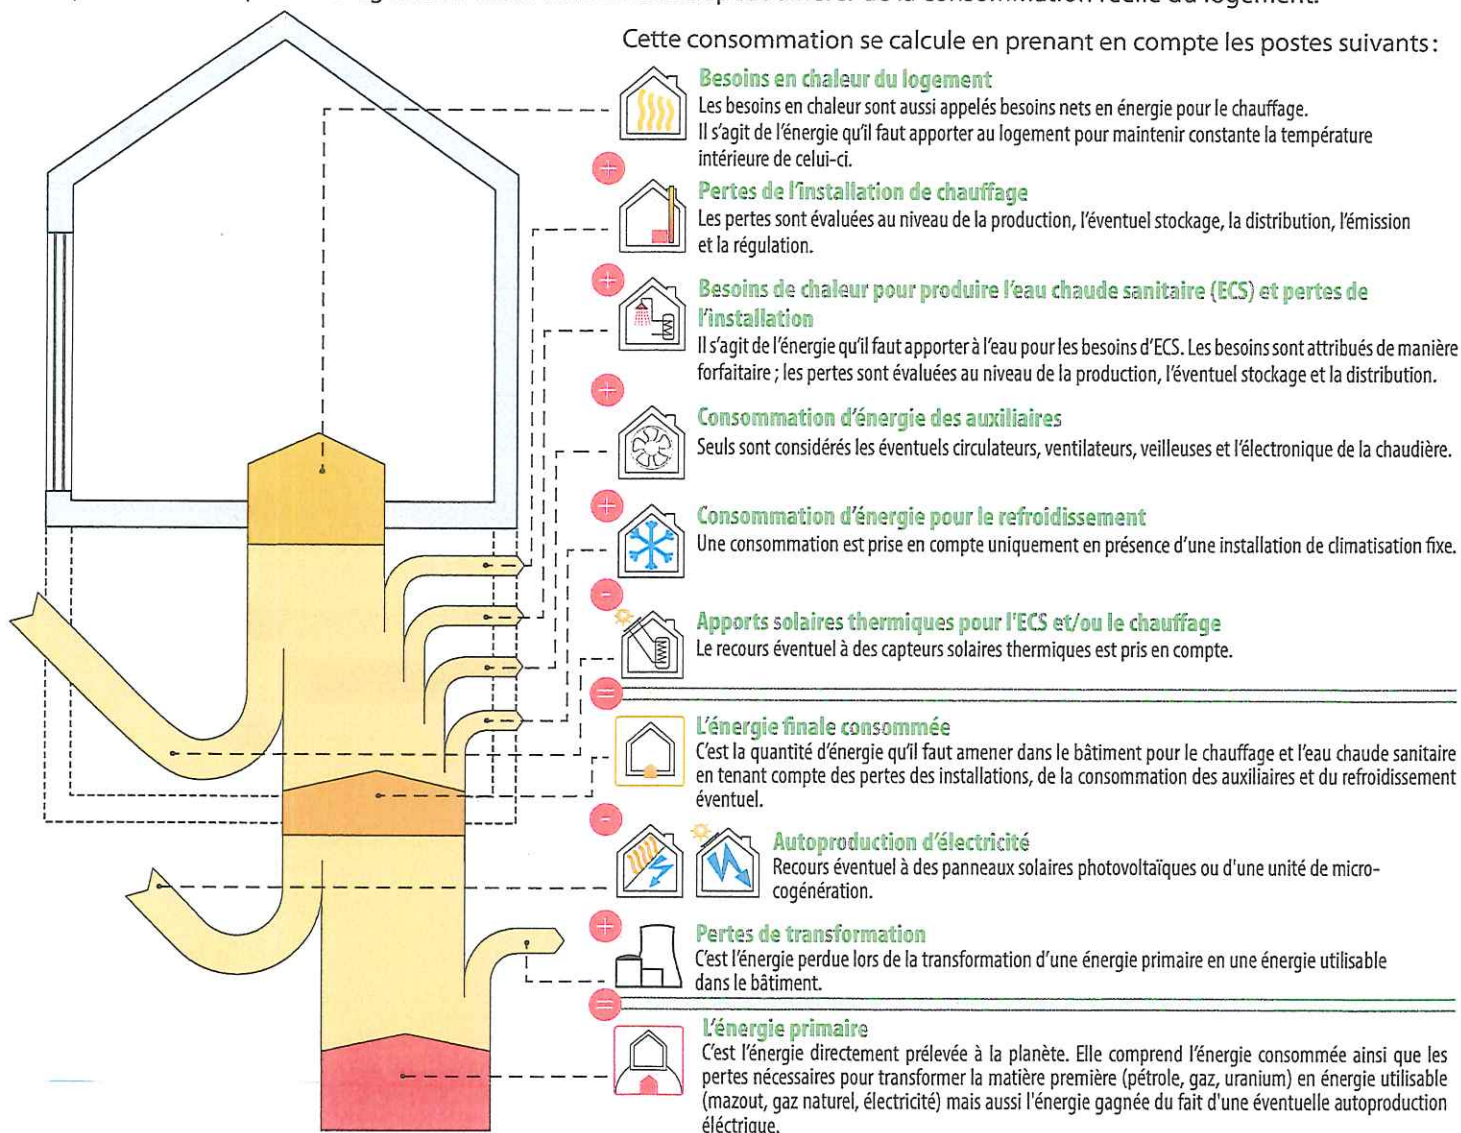 Cette consommation se calcule en prenant en compte les postes suivants :
Besoins en chaleur du logement
Les besoins en chaleur sont aussi appelés besoins nets en énergie pour le chauffage.
Il s'agit de l'énergie qu'il faut apporter au logement pour maintenir constante la température
intérieure de celui-ci.
+
Pertes de l'installation de chauffage
Les pertes sont évaluées au niveau de la production, l'éventuel stockage, la distribution, l'émission
et la régulation.
+
Besoins de chaleur pour produire l'eau chaude sanitaire (ECS) et pertes de
l'installation
Il s'agit de l'énergie qu'il faut apporter à l'eau pour les besoins d'ECS. Les besoins sont attribués de manière
forfaitaire ; les pertes sont évaluées au niveau de la production, l'éventuel stockage et la distribution.
+
Consommation d'énergie des auxiliaires
Seuls sont considérés les éventuels circulateurs, ventilateurs, veilleuses et l'électronique de la chaudière.
+
Consommation d'énergie pour le refroidissement
Une consommation est prise en compte uniquement en présence d'une installation de climatisation fixe.
-
Apports solaires thermiques pour l'ECS et/ou le chauffage
Le recours éventuel à des capteurs solaires thermiques est pris en compte.
=
L'énergie finale consommée
C'est la quantité d'énergie qu'il faut amener dans le bâtiment pour le chauffage et l'eau chaude sanitaire
en tenant compte des pertes des installations, de la consommation des auxiliaires et du refroidissement
éventuel.
-
Autoproduction d'électricité
Recours éventuel à des panneaux solaires photovoltaïques ou d'une unité de micro-
cogénération.
+
Pertes de transformation
C'est l'énergie perdue lors de la transformation d'une énergie primaire en une énergie utilisable
dans le bâtiment.
=
L'énergie primaire
C'est l'énergie directement prélevée à la planète. Elle comprend l'énergie consommée ainsi que les
pertes nécessaires pour transformer la matière première (pétrole, gaz, uranium) en énergie utilisable
(mazout, gaz naturel, électricité) mais aussi l'énergie gagnée du fait d'une éventuelle autoproduction
éléctrique.